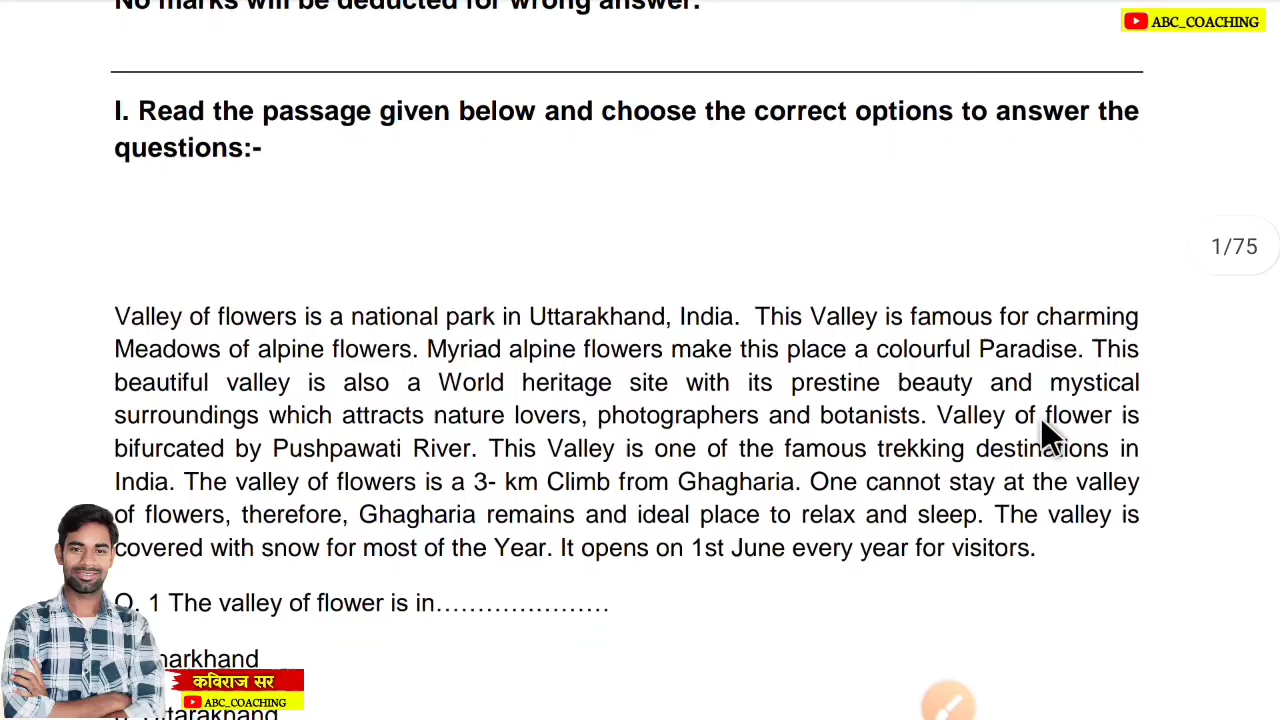 No marks will be deducted for wrong answer.
ABC_COACHING
I. Read the passage given below and choose the correct options to answer the
questions:-
1/75
Valley of flowers is a national park in Uttarakhand, India. This Valley is famous for charming
Meadows of alpine flowers. Myriad alpine flowers make this place a colourful Paradise. This
beautiful valley is also a World heritage site with its prestine beauty and mystical
surroundings which attracts nature lovers, photographers and botanists. Valley of flower is
bifurcated by Pushpawati River. This Valley is one of the famous trekking destinations in
India. The valley of flowers is a 3- km Climb from Ghagharia. One cannot stay at the valley
of flowers, therefore, Ghagharia remains and ideal place to relax and sleep. The valley is
covered with snow for most of the Year. It opens on 1st June every year for visitors.
Q. 1 The valley of flower is in.....................
harkhand
कविराज सर
ABC_COACHING
Uttarakhand